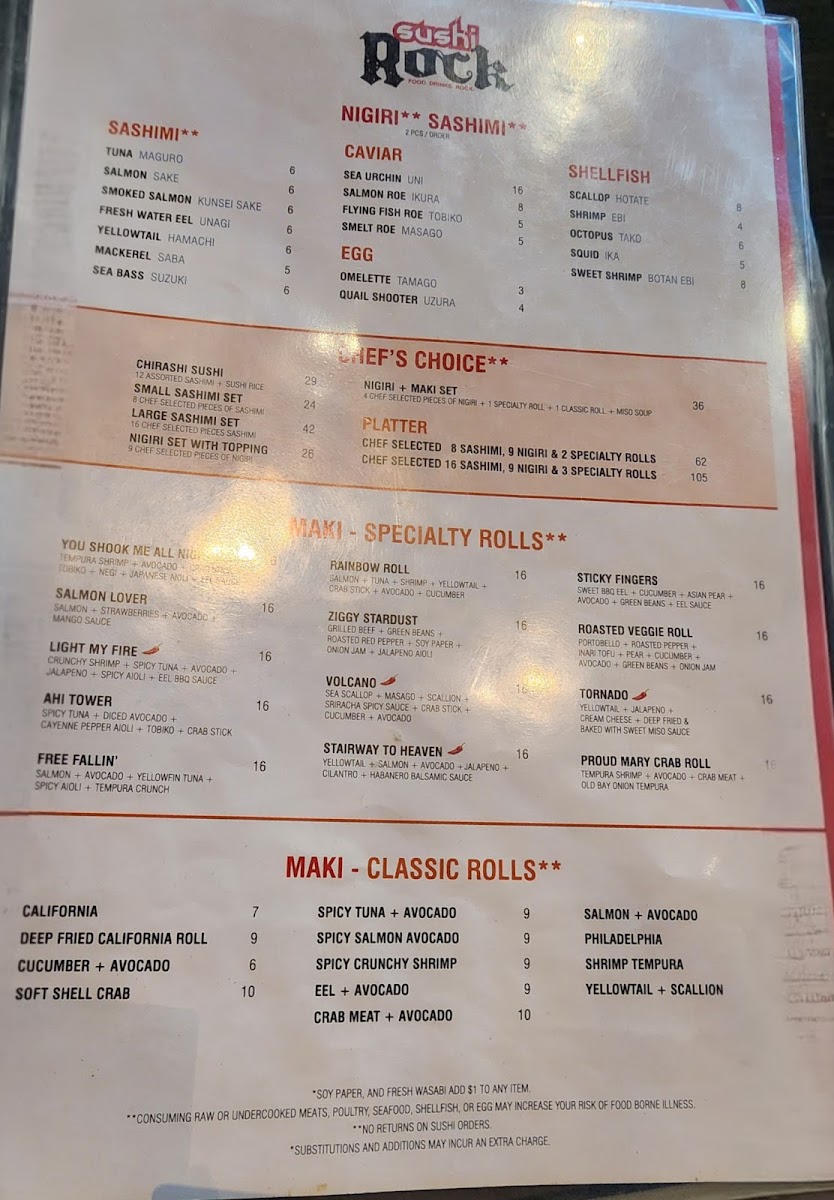 sushi
Rock
FOOD DRINKS ROCK
NIGIRI** SASHIMI**
2 PCS / ORDER
SASHIMI**
TUNA MAGURO 6
SALMON SAKE 6
SMOKED SALMON KUNSEI SAKE 6
FRESH WATER EEL UNAGI 6
YELLOWTAIL HAMACHI 6
MACKEREL SABA 5
SEA BASS SUZUKI 6
CAVIAR
SEA URCHIN UNI 16
SALMON ROE IKURA 8
FLYING FISH ROE TOBIKO 5
SMELT ROE MASAGO 5
EGG
OMELETTE TAMAGO 3
QUAIL SHOOTER UZURA 4
SHELLFISH
SCALLOP HOTATE 8
SHRIMP EBI 4
OCTOPUS TAKO 6
SQUID IKA 5
SWEET SHRIMP BOTAN EBI 8
CHEF'S CHOICE**
CHIRASHI SUSHI 29
12 ASSORTED SASHIMI + SUSHI RICE
SMALL SASHIMI SET 24
8 CHEF SELECTED PIECES OF SASHIMI
LARGE SASHIMI SET 42
16 CHEF SELECTED PIECES SASHIMI
NIGIRI SET WITH TOPPING 26
9 CHEF SELECTED PIECES OF NIGIRI
NIGIRI + MAKI SET 36
4 CHEF SELECTED PIECES OF NIGIRI + 1 SPECIALTY ROLL + 1 CLASSIC ROLL + MISO SOUP
PLATTER
CHEF SELECTED 8 SASHIMI, 9 NIGIRI & 2 SPECIALTY ROLLS 62
CHEF SELECTED 16 SASHIMI, 9 NIGIRI & 3 SPECIALTY ROLLS 105
MAKI - SPECIALTY ROLLS**
YOU SHOOK ME ALL
TEMPURA SHRIMP + AVOCADO +
TOBIKO + NEGI + JAPANESE AIOLI + EEL SAUCE
SALMON LOVER 16
SALMON + STRAWBERRIES + AVOCADO +
MANGO SAUCE
LIGHT MY FIRE 16
CRUNCHY SHRIMP + SPICY TUNA + AVOCADO +
JALAPENO + SPICY AIOLI + EEL BBQ SAUCE
AHI TOWER 16
SPICY TUNA + DICED AVOCADO +
CAYENNE PEPPER AIOLI + TOBIKO + CRAB STICK
FREE FALLIN' 16
SALMON + AVOCADO + YELLOWFIN TUNA +
SPICY AIOLI + TEMPURA CRUNCH
RAINBOW ROLL 16
SALMON + TUNA + SHRIMP + YELLOWTAIL +
CRAB STICK + AVOCADO + CUCUMBER
ZIGGY STARDUST 16
GRILLED BEEF + GREEN BEANS +
ROASTED RED PEPPER + SOY PAPER +
ONION JAM + JALAPENO AIOLI
VOLCANO 16
SEA SCALLOP + MASAGO + SCALLION +
SRIRACHA SPICY SAUCE + CRAB STICK +
CUCUMBER + AVOCADO
STAIRWAY TO HEAVEN 16
YELLOWTAIL + SALMON + AVOCADO + JALAPENO +
CILANTRO + HABANERO BALSAMIC SAUCE
STICKY FINGERS 16
SWEET BBQ EEL + CUCUMBER + ASIAN PEAR +
AVOCADO + GREEN BEANS + EEL SAUCE
ROASTED VEGGIE ROLL 16
PORTOBELLO + ROASTED PEPPER +
INARI TOFU + PEAR + CUCUMBER +
AVOCADO + GREEN BEANS + ONION JAM
TORNADO 16
YELLOWTAIL + JALAPENO +
CREAM CHEESE + DEEP FRIED &
BAKED WITH SWEET MISO SAUCE
PROUD MARY CRAB ROLL 16
TEMPURA SHRIMP + AVOCADO + CRAB MEAT +
OLD BAY ONION TEMPURA
MAKI - CLASSIC ROLLS**
CALIFORNIA 7
DEEP FRIED CALIFORNIA ROLL 9
CUCUMBER + AVOCADO 6
SOFT SHELL CRAB 10
SPICY TUNA + AVOCADO 9
SPICY SALMON AVOCADO 9
SPICY CRUNCHY SHRIMP 9
EEL + AVOCADO 9
CRAB MEAT + AVOCADO 10
SALMON + AVOCADO
PHILADELPHIA
SHRIMP TEMPURA
YELLOWTAIL + SCALLION
*SOY PAPER, AND FRESH WASABI ADD $1 TO ANY ITEM.
**CONSUMING RAW OR UNDERCOOKED MEATS, POULTRY, SEAFOOD, SHELLFISH, OR EGG MAY INCREASE YOUR RISK OF FOOD BORNE ILLNESS.
**NO RETURNS ON SUSHI ORDERS.
*SUBSTITUTIONS AND ADDITIONS MAY INCUR AN EXTRA CHARGE.